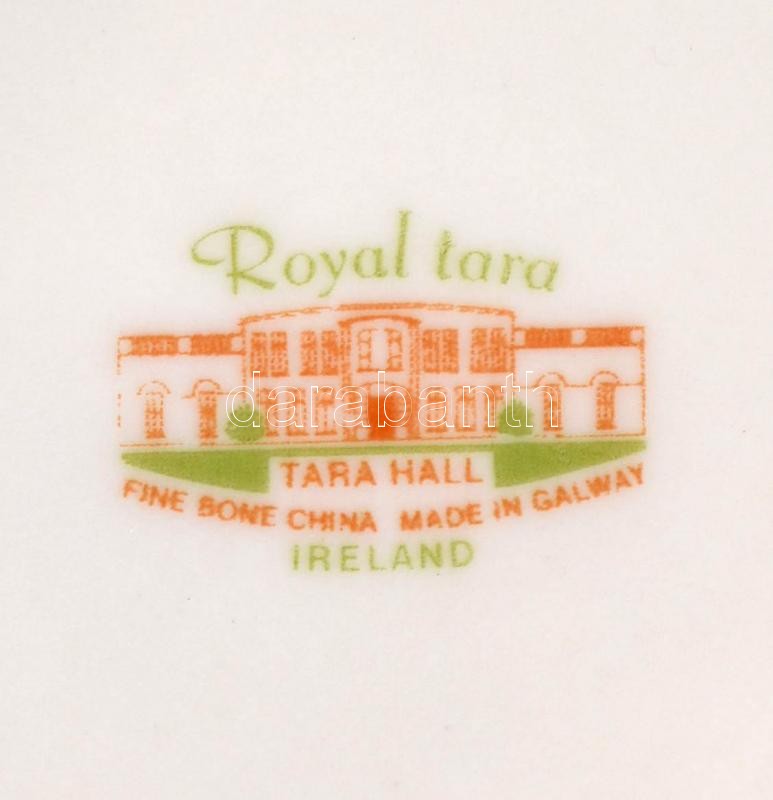 Royal tara
darabanth
TARA HALL
FINE BONE CHINA MADE IN GALWAY
IRELAND